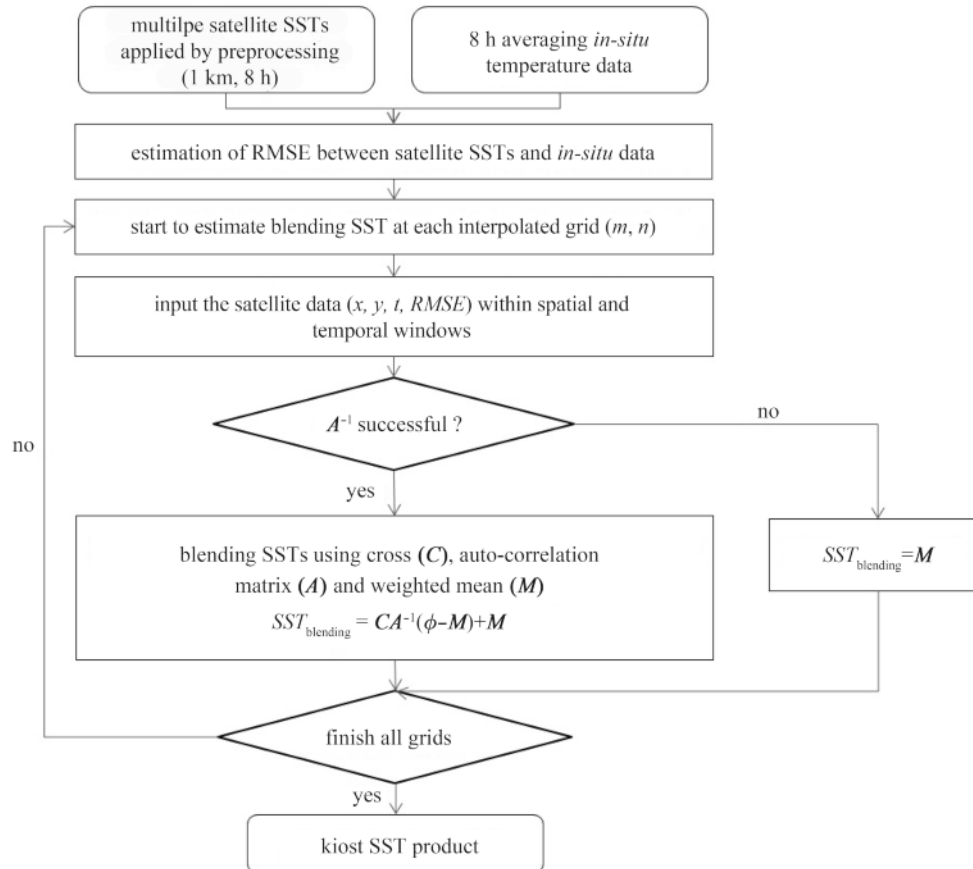 multilpe satellite SSTs
applied by preprocessing
(1 km, 8 h)
8 h averaging in-situ
temperature data
estimation of RMSE between satellite SSTs and in-situ data
start to estimate blending SST at each interpolated grid (m, n)
input the satellite data (x, y, t, RMSE) within spatial and
temporal windows
A⁻¹ successful ?
no
no
yes
blending SSTs using cross (C), auto-correlation
matrix (A) and weighted mean (M)
SST_blending = CA⁻¹(ϕ–M)+M
SST_blending=M
finish all grids
yes
kiost SST product